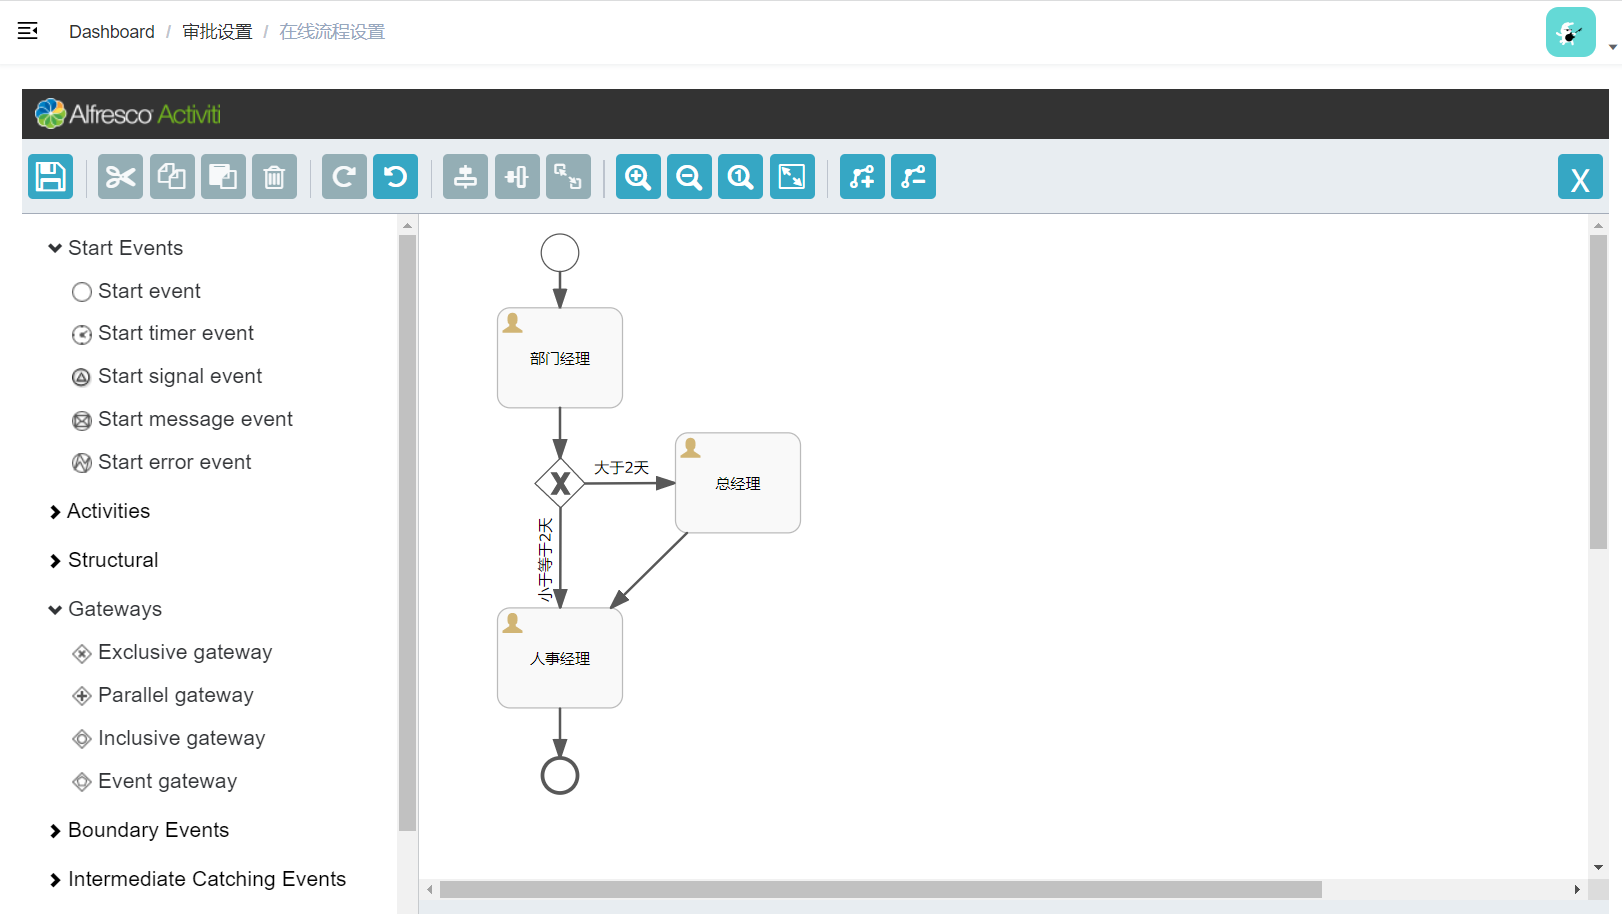 Dashboard / 审批设置 / 在线流程设置
Alfresco Activiti
X
Start Events
Start event
Start timer event
Start signal event
Start message event
Start error event
Activities
Structural
Gateways
Exclusive gateway
Parallel gateway
Inclusive gateway
Event gateway
Boundary Events
Intermediate Catching Events
部门经理
大于2天
总经理
小于等于2天
人事经理